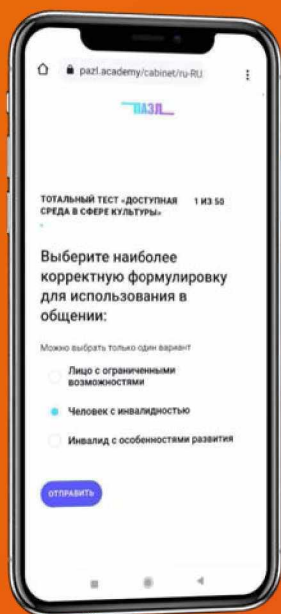 pazl.academy/cabinet/ru-RU
ПАЗЛ
ТОТАЛЬНЫЙ ТЕСТ «ДОСТУПНАЯ 1 ИЗ 50
СРЕДА В СФЕРЕ КУЛЬТУРЫ»
Выберите наиболее
корректную формулировку
для использования в
общении:
Можно выбрать только один вариант
Лицо с ограниченными
возможностями
Человек с инвалидностью
Инвалид с особенностями развития
ОТПРАВИТЬ